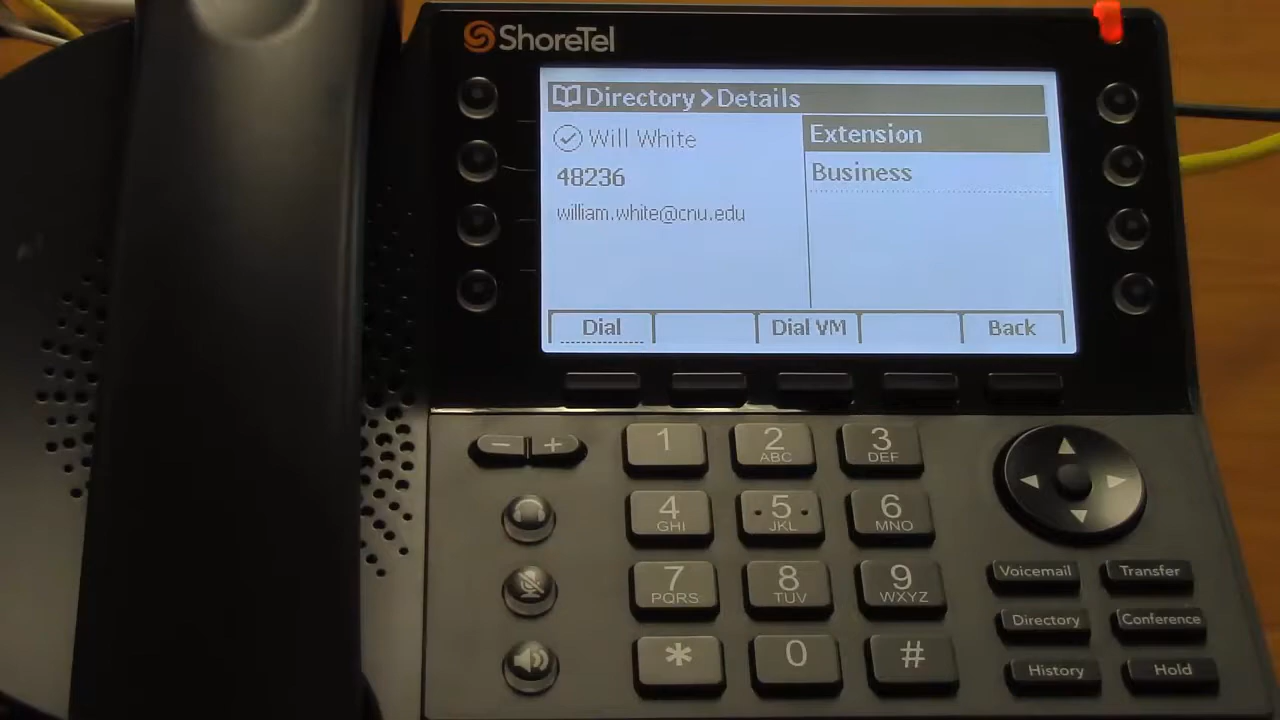 ShoreTel
Directory > Details
Will White
48236
william.white@cnu.edu
Extension
Business
Dial
Dial VM
Back
− +
1
2 ABC
3 DEF
4 GHI
5 JKL
6 MNO
7 PQRS
8 TUV
9 WXYZ
*
0
#
Voicemail
Transfer
Directory
Conference
History
Hold